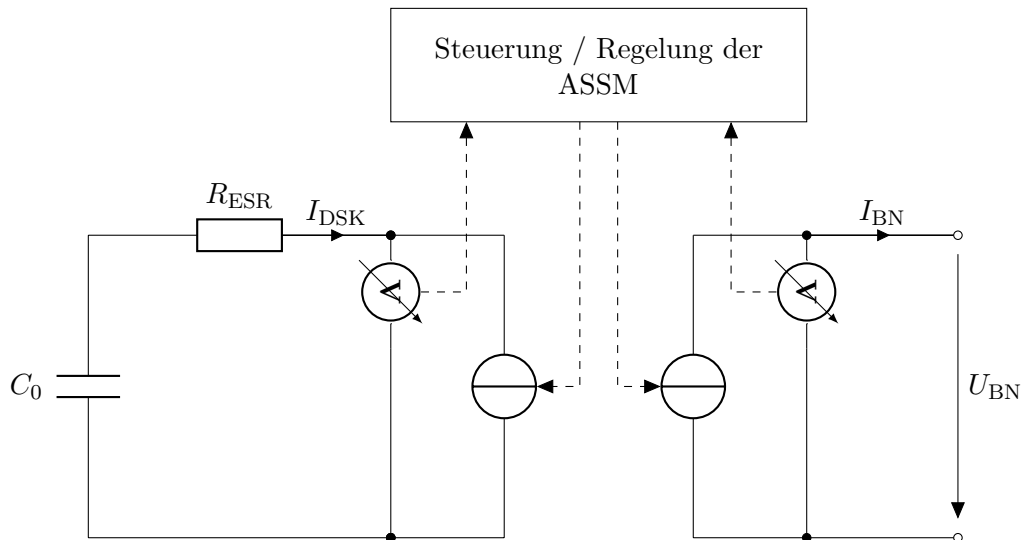 Steuerung / Regelung der
ASSM
R_ESR
I_DSK
I_BN
V
V
C_0
U_BN